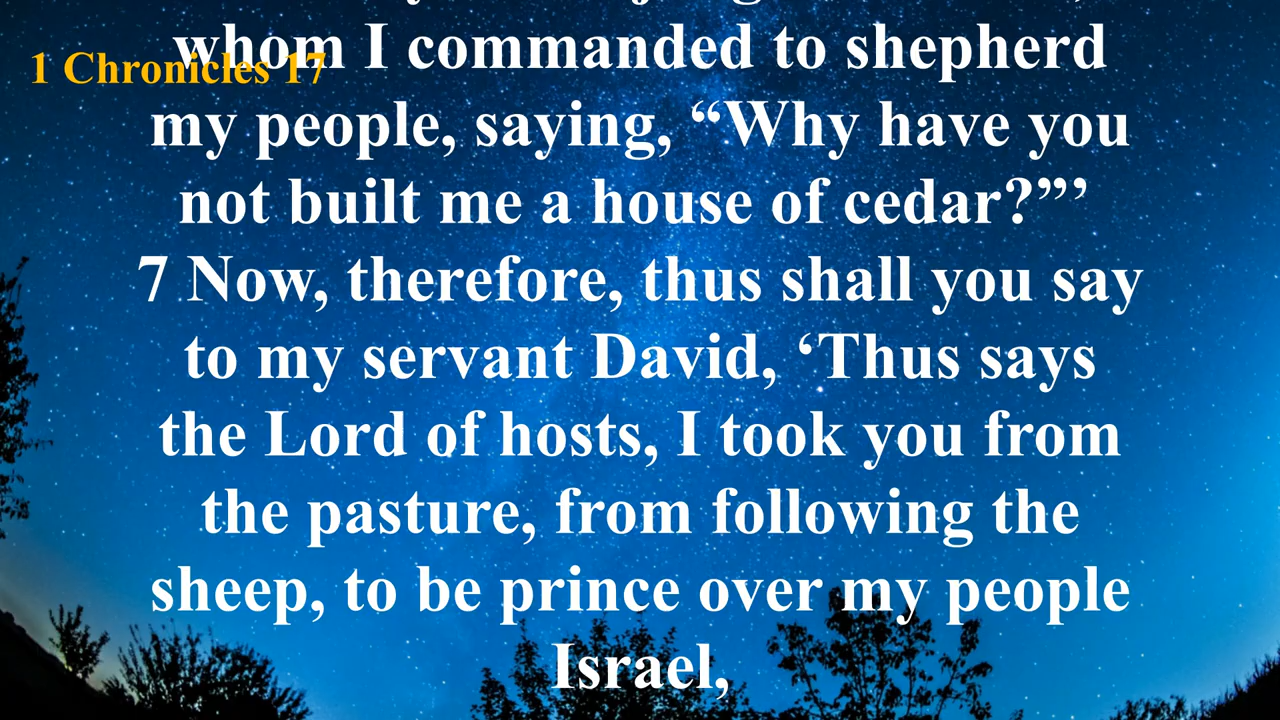 whom I commanded to shepherd
1 Chronicles 17
my people, saying, “Why have you
not built me a house of cedar?”’
7 Now, therefore, thus shall you say
to my servant David, ‘Thus says
the Lord of hosts, I took you from
the pasture, from following the
sheep, to be prince over my people
Israel,